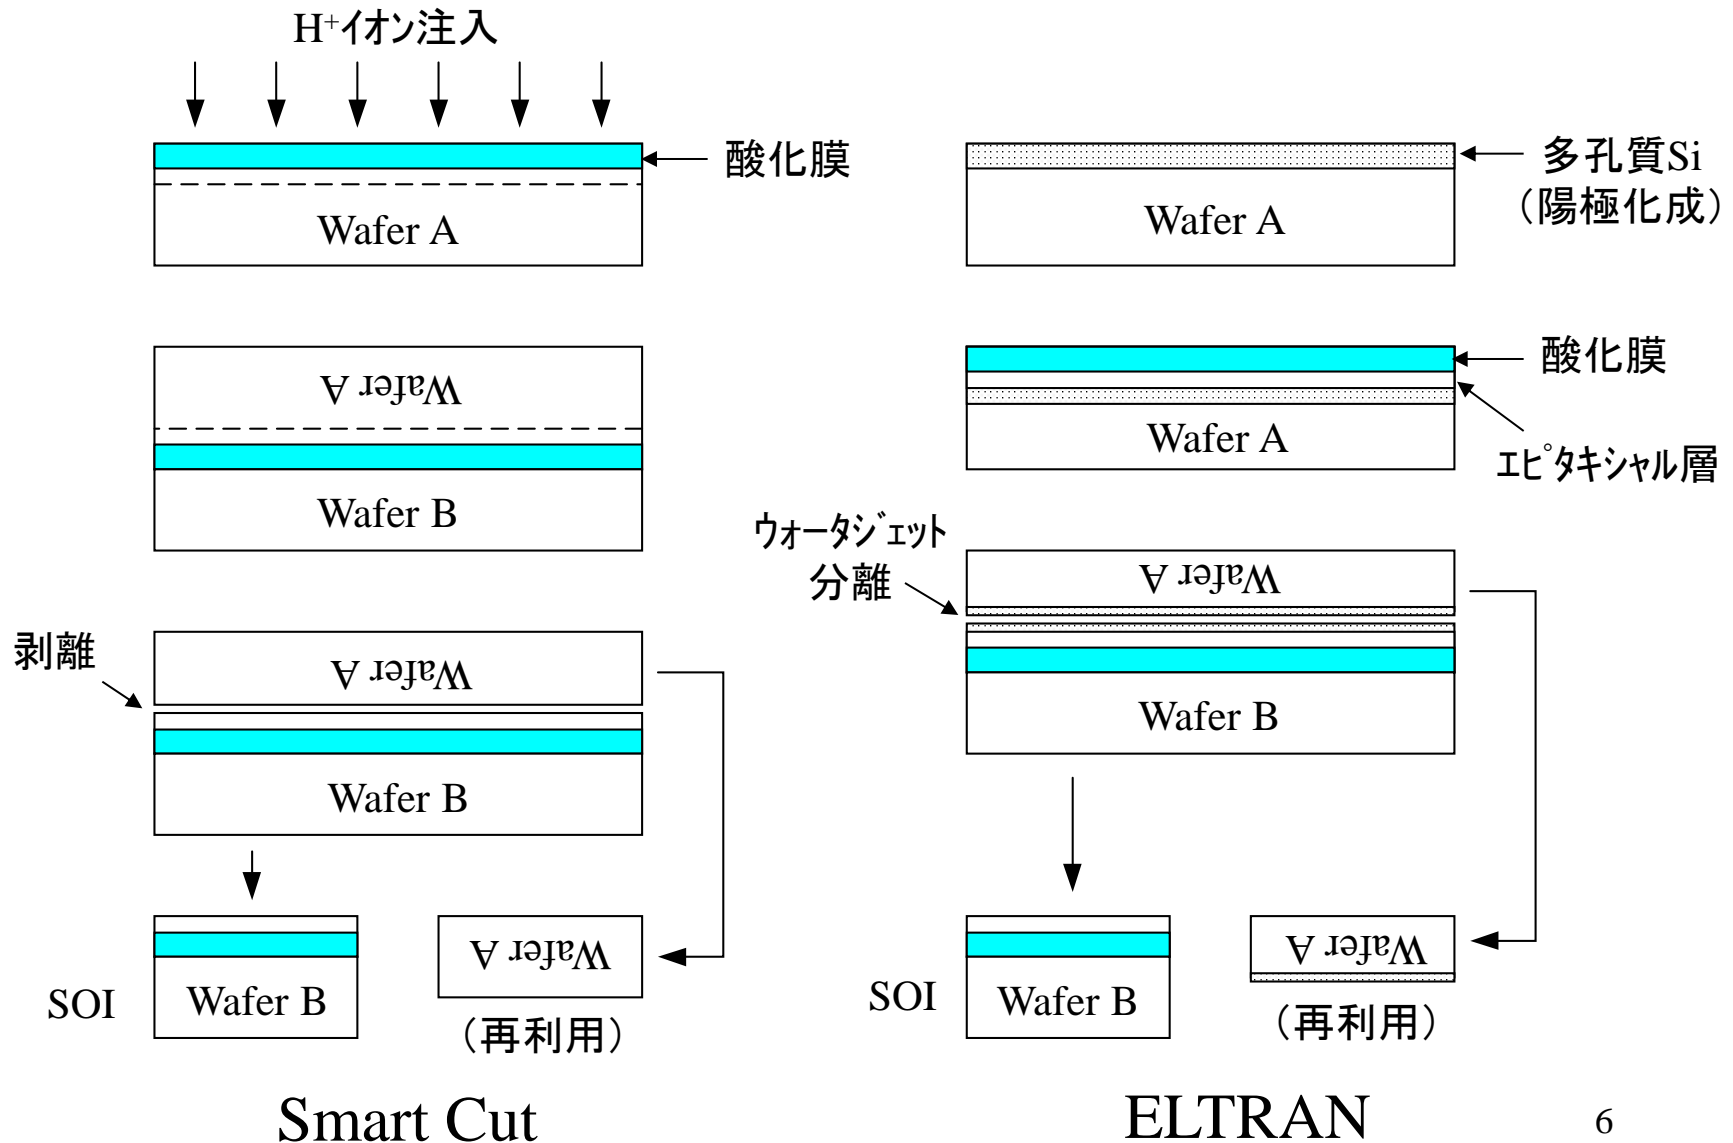 H⁺イオン注入
酸化膜
Wafer A
Wafer A
Wafer B
剥離
Wafer A
Wafer B
SOI
Wafer B
Wafer A
（再利用）
Smart Cut
多孔質Si
（陽極化成）
Wafer A
酸化膜
Wafer A
エピタキシャル層
ウォータジェット
分離
Wafer A
Wafer B
SOI
Wafer B
Wafer A
（再利用）
ELTRAN
6